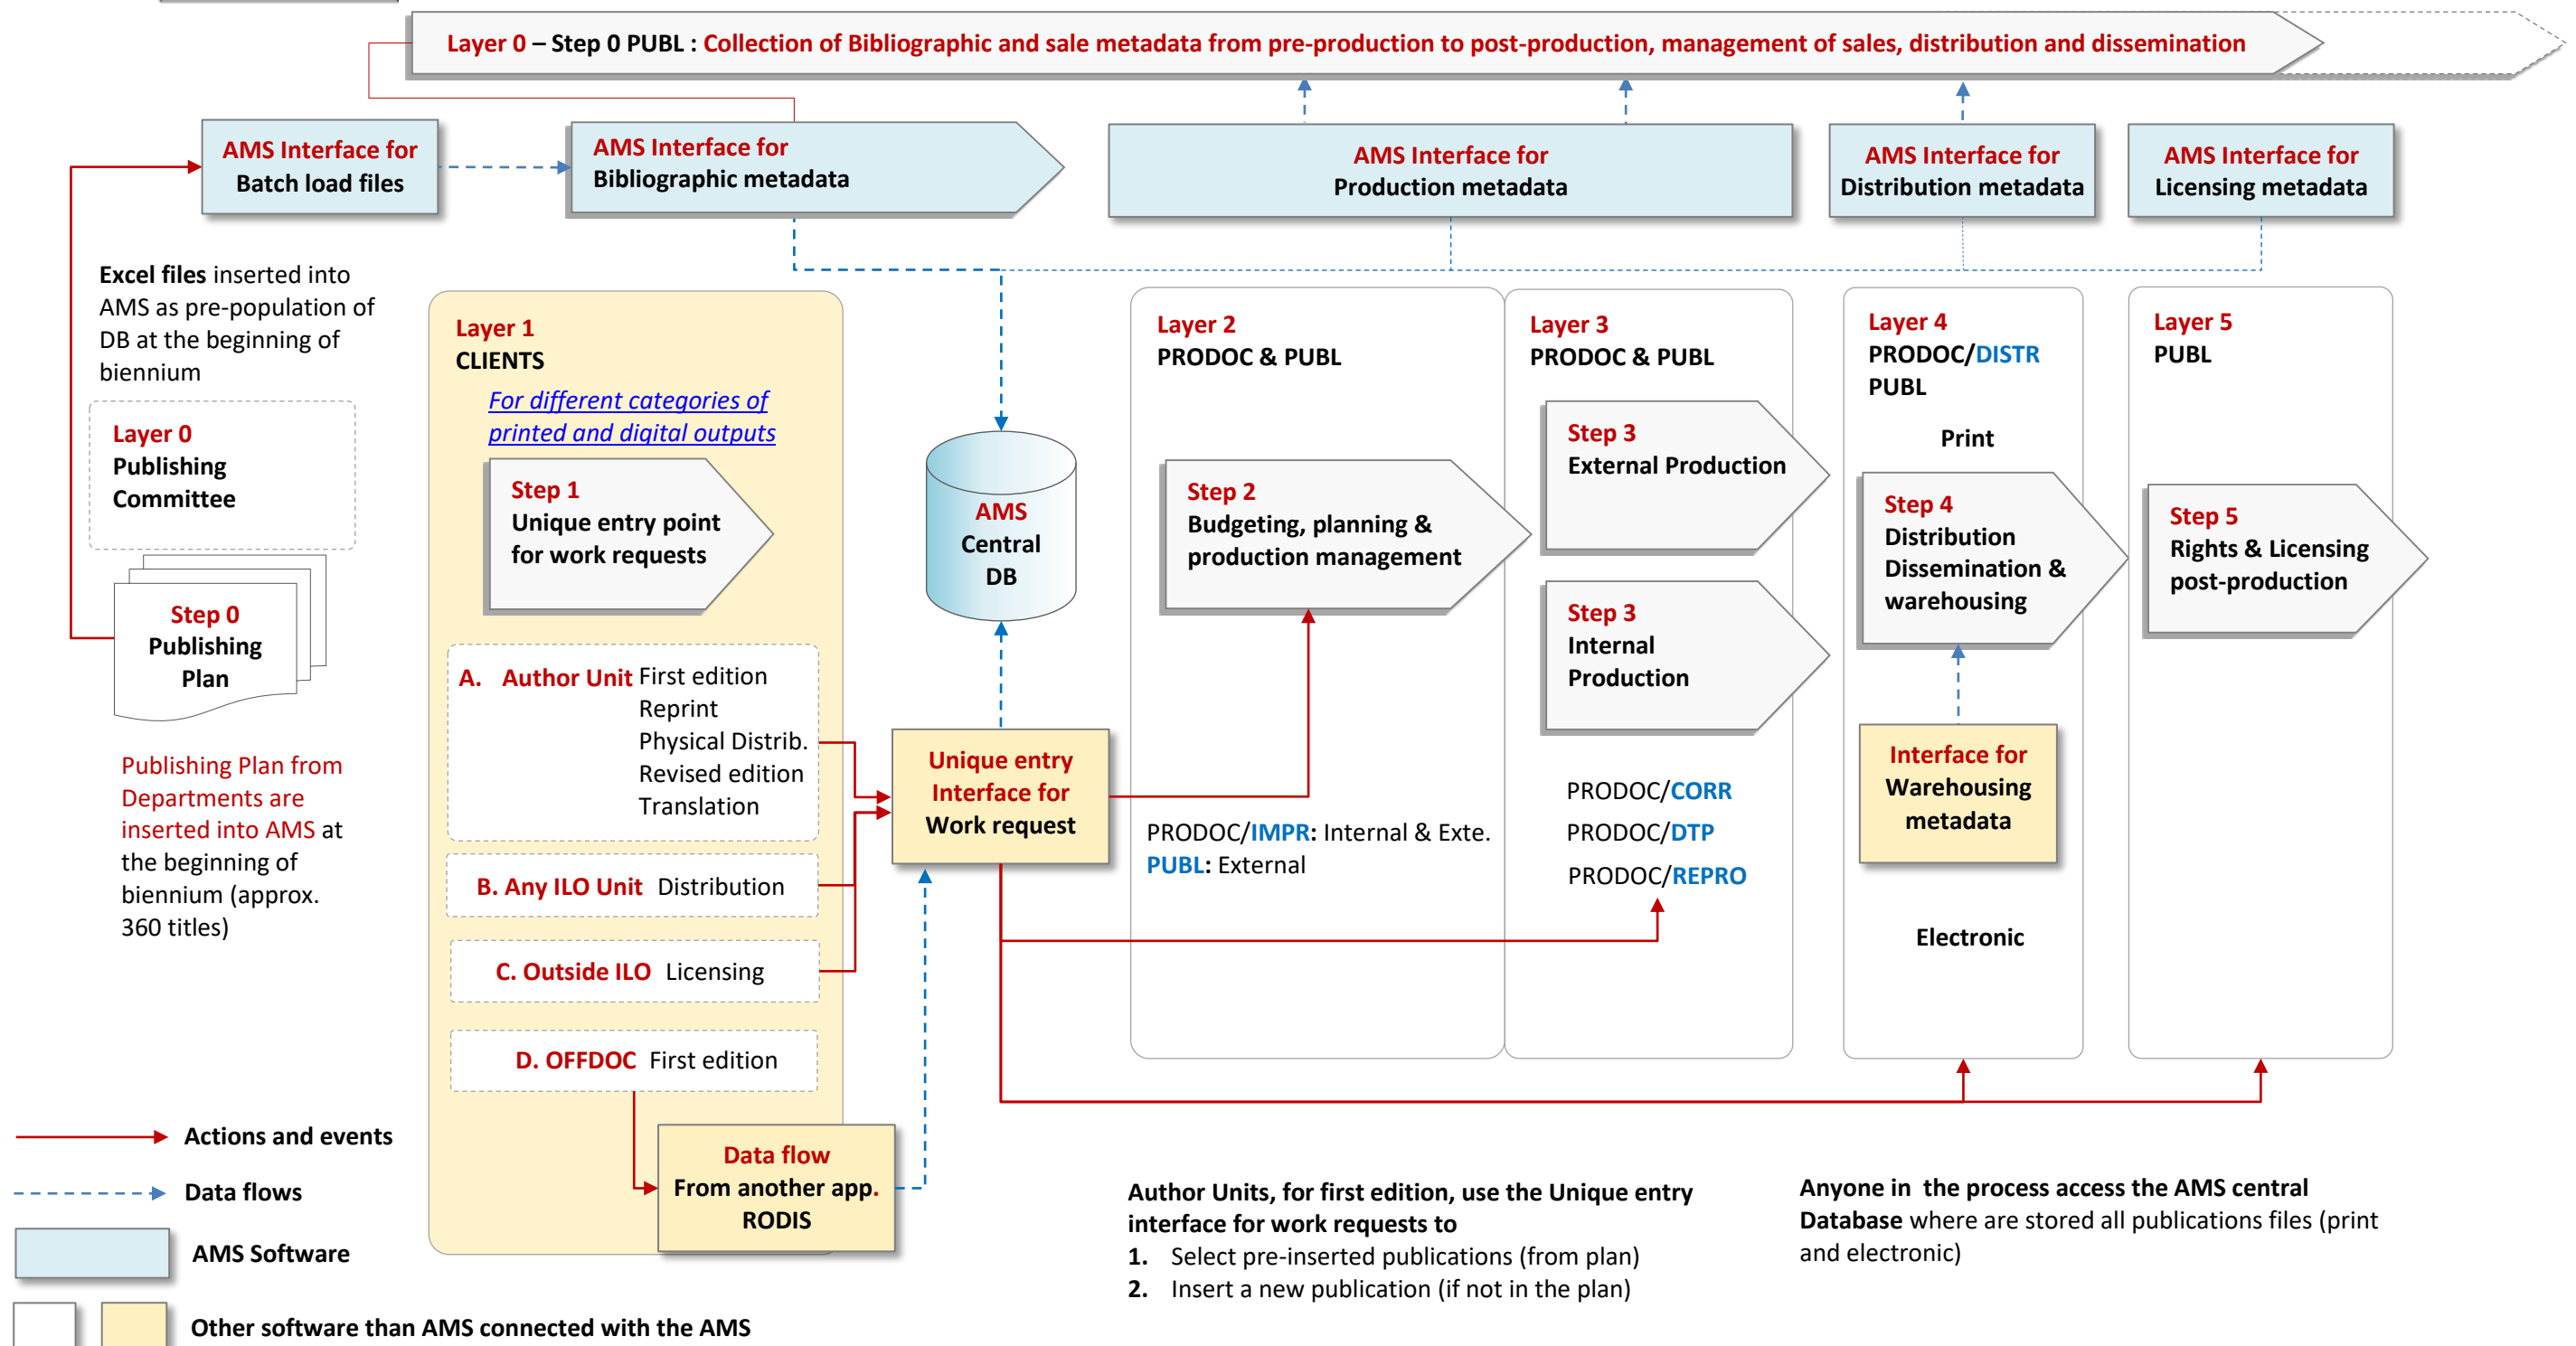 Layer 0 – Step 0 PUBL : Collection of Bibliographic and sale metadata from pre-production to post-production, management of sales, distribution and dissemination
AMS Interface for
Batch load files
AMS Interface for
Bibliographic metadata
AMS Interface for
Production metadata
AMS Interface for
Distribution metadata
AMS Interface for
Licensing metadata
Excel files inserted into
AMS as pre-population of
DB at the beginning of
biennium
Layer 0
Publishing
Committee
Step 0
Publishing
Plan
Publishing Plan from
Departments are
inserted into AMS at
the beginning of
biennium (approx.
360 titles)
Layer 1
CLIENTS
For different categories of
printed and digital outputs
Step 1
Unique entry point
for work requests
A. Author Unit First edition
Reprint
Physical Distrib.
Revised edition
Translation
B. Any ILO Unit Distribution
C. Outside ILO Licensing
D. OFFDOC First edition
Data flow
From another app.
RODIS
AMS
Central
DB
Unique entry
Interface for
Work request
Layer 2
PRODOC & PUBL
Step 2
Budgeting, planning &
production management
PRODOC/IMPR: Internal & Exte.
PUBL: External
Layer 3
PRODOC & PUBL
Step 3
External Production
Step 3
Internal
Production
PRODOC/CORR
PRODOC/DTP
PRODOC/REPRO
Layer 4
PRODOC/DISTR
PUBL
Print
Step 4
Distribution
Dissemination &
warehousing
Interface for
Warehousing
metadata
Electronic
Layer 5
PUBL
Step 5
Rights & Licensing
post-production
Actions and events
Data flows
AMS Software
Other software than AMS connected with the AMS
Author Units, for first edition, use the Unique entry
interface for work requests to
1. Select pre-inserted publications (from plan)
2. Insert a new publication (if not in the plan)
Anyone in the process access the AMS central
Database where are stored all publications files (print
and electronic)